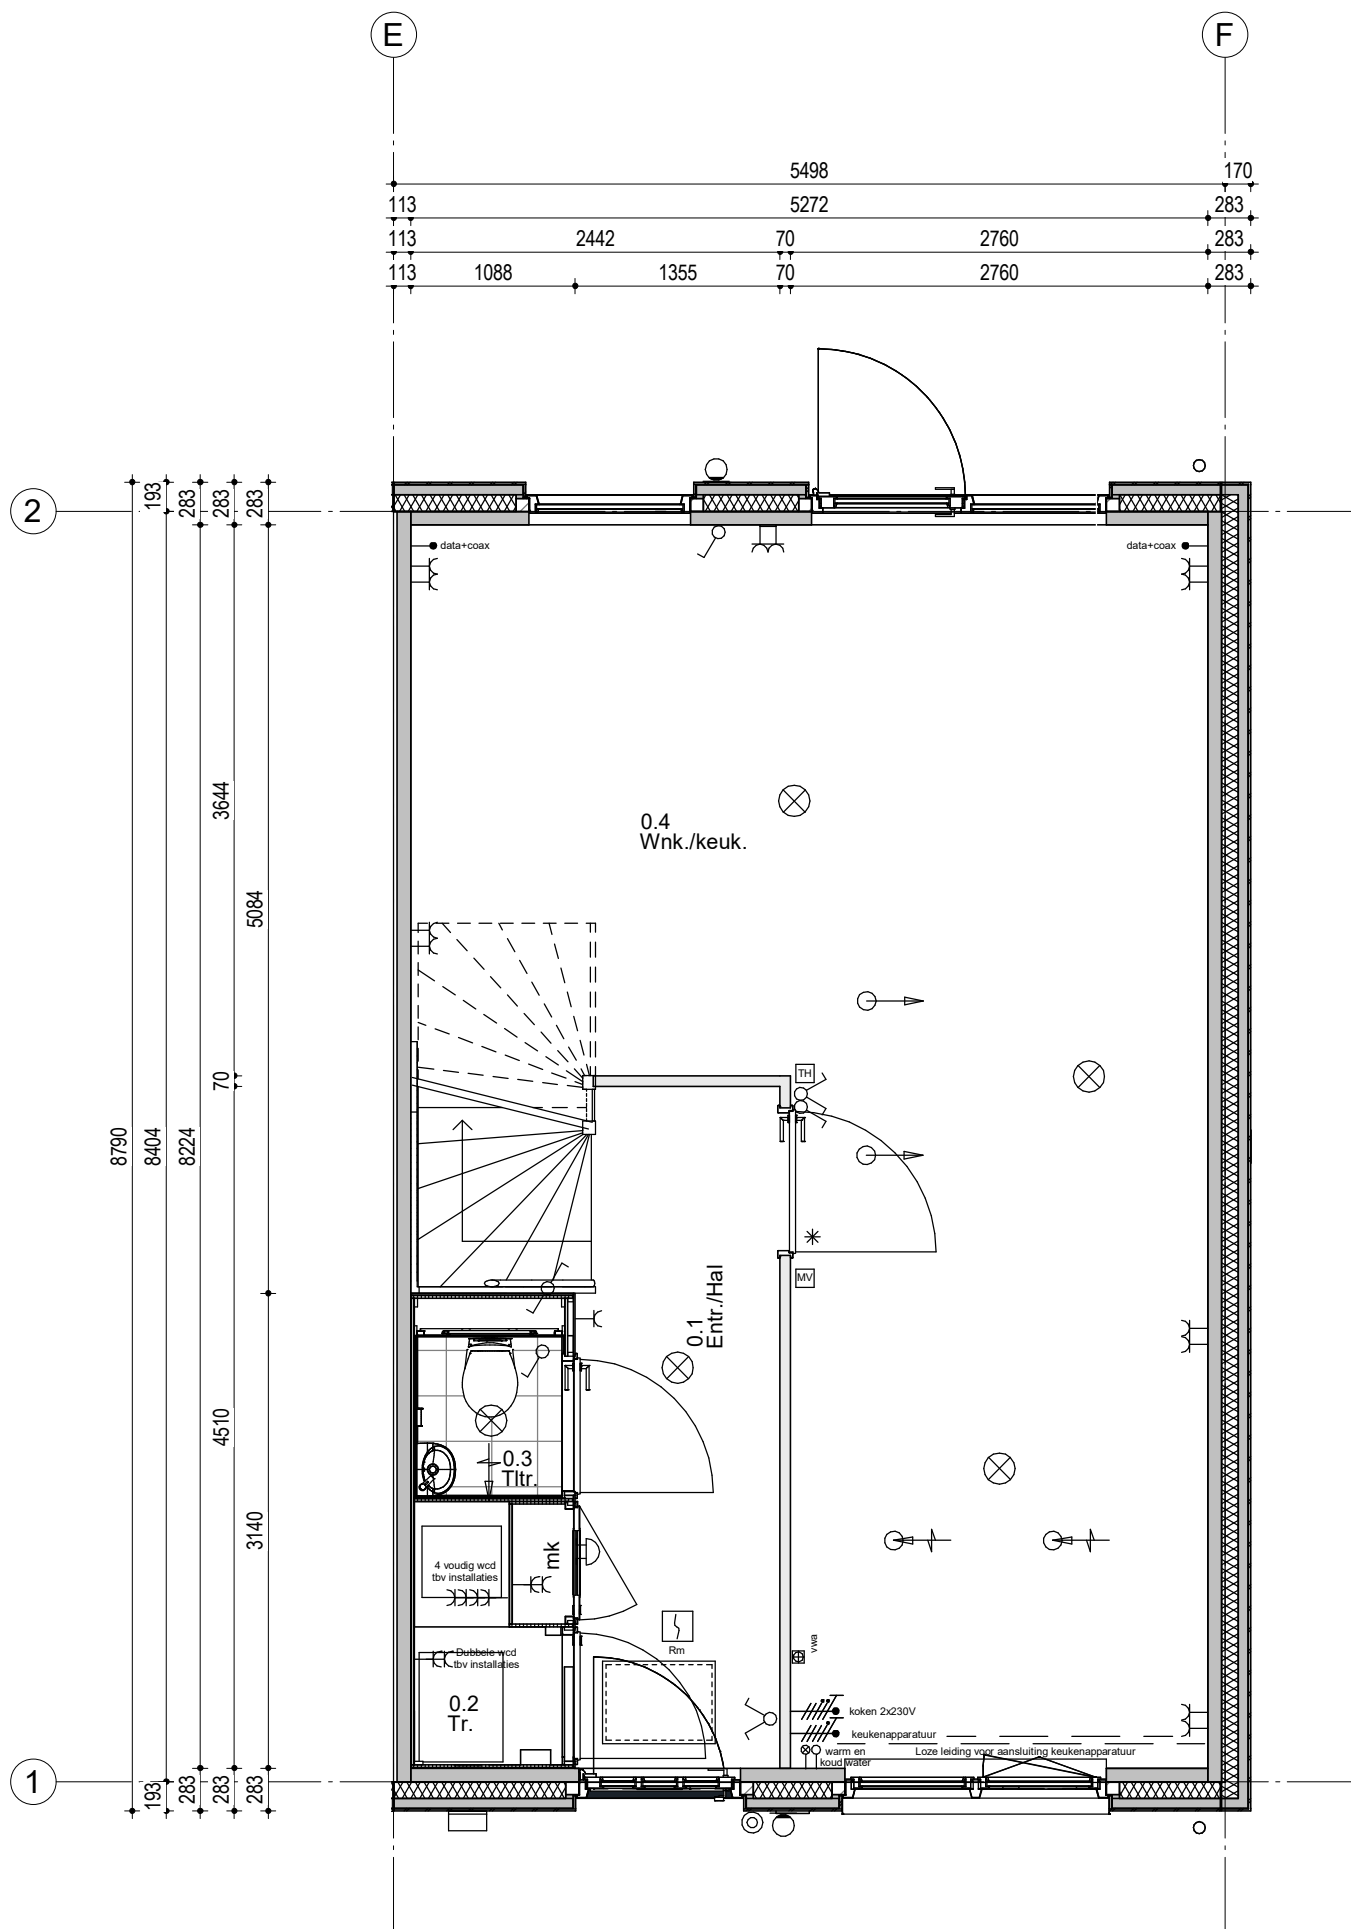 E
F
5498
170
113
5272
283
113
2442
70
2760
283
113
1088
1355
70
2760
283
2
193
283
283
283
data+coax
data+coax
3644
0.4
Wnk./keuk.
5084
70
TH
8790
8404
8224
MV
0.1
Entr./Hal
4510
0.3
Tltr.
3140
mk
4 voudig wcd
tbv installaties
Rm
vwa
Dubbele wcd
tbv installaties
0.2
Tr.
koken 2x230V
keukenapparatuur
warm en
koud water
Loze leiding voor aansluiting keukenapparatuur
1
193
283
283
283